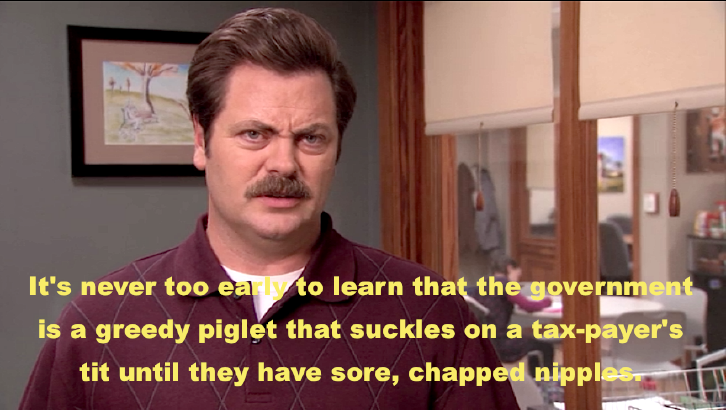 It's never too early to learn that the government
is a greedy piglet that suckles on a tax-payer's
tit until they have sore, chapped nipples.